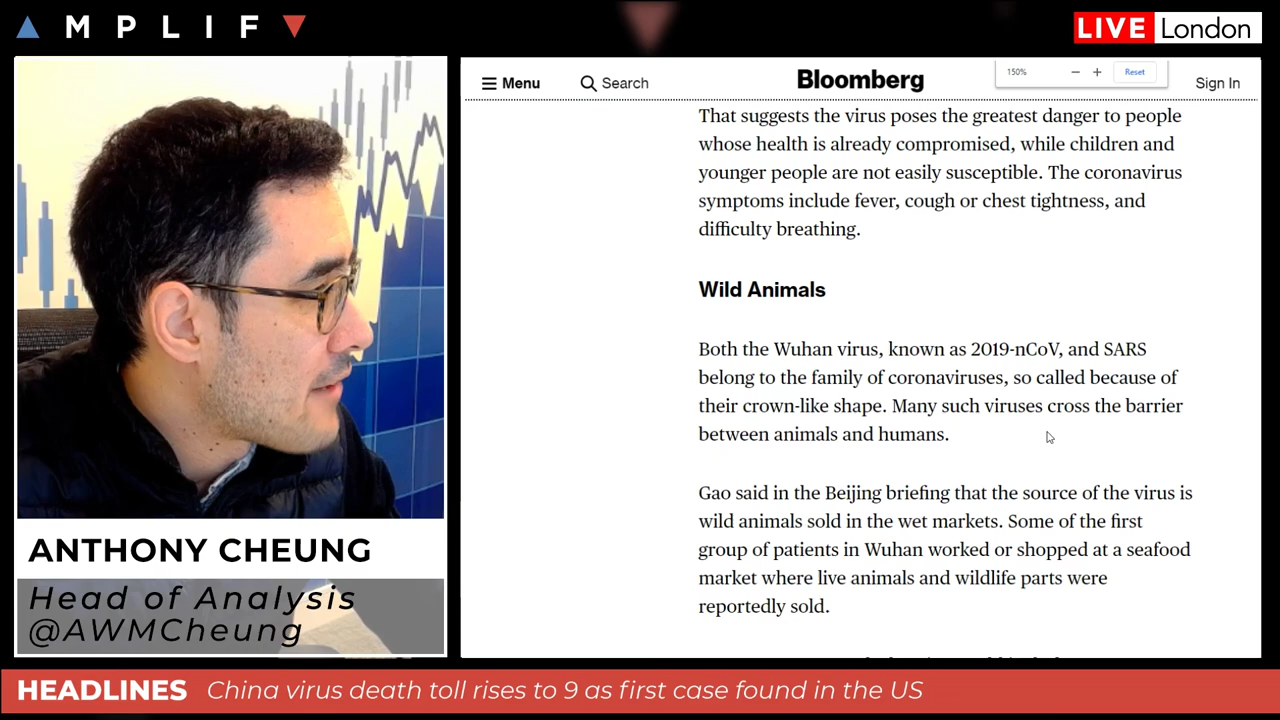 AMPLIFY
LIVE London
Menu
Search
Bloomberg
150%
Reset
Sign In
That suggests the virus poses the greatest danger to people
whose health is already compromised, while children and
younger people are not easily susceptible. The coronavirus
symptoms include fever, cough or chest tightness, and
difficulty breathing.
Wild Animals
Both the Wuhan virus, known as 2019-nCoV, and SARS
belong to the family of coronaviruses, so called because of
their crown-like shape. Many such viruses cross the barrier
between animals and humans.
Gao said in the Beijing briefing that the source of the virus is
wild animals sold in the wet markets. Some of the first
group of patients in Wuhan worked or shopped at a seafood
market where live animals and wildlife parts were
reportedly sold.
ANTHONY CHEUNG
Head of Analysis
@AWMCheung
HEADLINES China virus death toll rises to 9 as first case found in the US